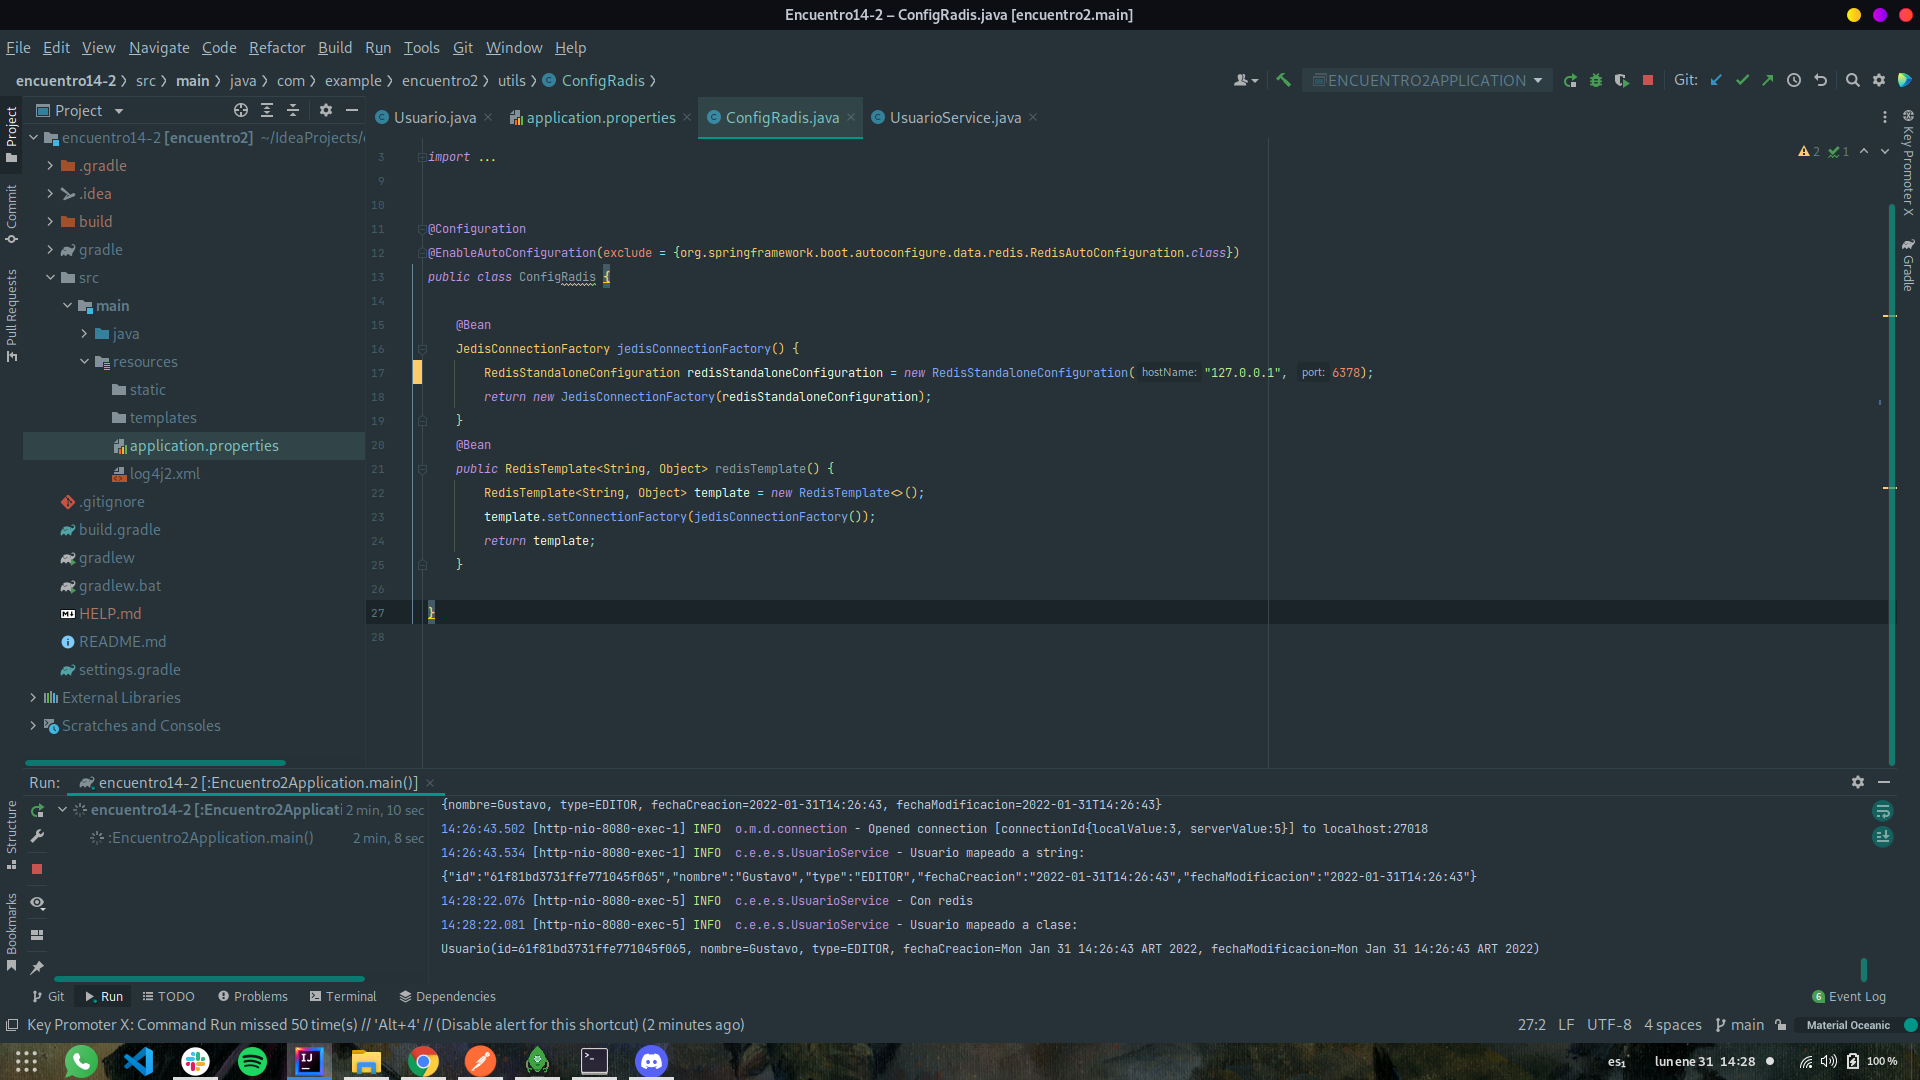 Encuentro14-2 – ConfigRadis.java [encuentro2.main]
File Edit View Navigate Code Refactor Build Run Tools Git Window Help
encuentro14-2 src main java com example encuentro2 utils ConfigRadis
ENCUENTRO2APPLICATION
Git:
Project
Usuario.java
application.properties
ConfigRadis.java
UsuarioService.java
Project
Commit
Pull Requests
Structure
Bookmarks
Key Promoter X
Gradle
encuentro14-2 [encuentro2] ~/IdeaProjects/
.gradle
.idea
build
gradle
src
main
java
resources
static
templates
application.properties
log4j2.xml
.gitignore
build.gradle
gradlew
gradlew.bat
HELP.md
README.md
settings.gradle
External Libraries
Scratches and Consoles
2 1
3 import ...
9
10
11 @Configuration
12 @EnableAutoConfiguration(exclude = {org.springframework.boot.autoconfigure.data.redis.RedisAutoConfiguration.class})
13 public class ConfigRadis {
14
15 @Bean
16 JedisConnectionFactory jedisConnectionFactory() {
17 RedisStandaloneConfiguration redisStandaloneConfiguration = new RedisStandaloneConfiguration( hostName: "127.0.0.1", port: 6378);
18 return new JedisConnectionFactory(redisStandaloneConfiguration);
19 }
20 @Bean
21 public RedisTemplate<String, Object> redisTemplate() {
22 RedisTemplate<String, Object> template = new RedisTemplate<>();
23 template.setConnectionFactory(jedisConnectionFactory());
24 return template;
25 }
26
27 }
28
Run: encuentro14-2 [:Encuentro2Application.main()]
encuentro14-2 [:Encuentro2Applicati 2 min, 10 sec
:Encuentro2Application.main() 2 min, 8 sec
{nombre=Gustavo, type=EDITOR, fechaCreacion=2022-01-31T14:26:43, fechaModificacion=2022-01-31T14:26:43}
14:26:43.502 [http-nio-8080-exec-1] INFO o.m.d.connection - Opened connection [connectionId{localValue:3, serverValue:5}] to localhost:27018
14:26:43.534 [http-nio-8080-exec-1] INFO c.e.e.s.UsuarioService - Usuario mapeado a string:
{"id":"61f81bd3731ffe771045f065","nombre":"Gustavo","type":"EDITOR","fechaCreacion":"2022-01-31T14:26:43","fechaModificacion":"2022-01-31T14:26:43"}
14:28:22.076 [http-nio-8080-exec-5] INFO c.e.e.s.UsuarioService - Con redis
14:28:22.081 [http-nio-8080-exec-5] INFO c.e.e.s.UsuarioService - Usuario mapeado a clase:
Usuario(id=61f81bd3731ffe771045f065, nombre=Gustavo, type=EDITOR, fechaCreacion=Mon Jan 31 14:26:43 ART 2022, fechaModificacion=Mon Jan 31 14:26:43 ART 2022)
Git Run TODO Problems Terminal Dependencies 6 Event Log
Key Promoter X: Command Run missed 50 time(s) // 'Alt+4' // (Disable alert for this shortcut) (2 minutes ago)
27:2 LF UTF-8 4 spaces main Material Oceanic
es1 lun ene 31 14:28 100 %